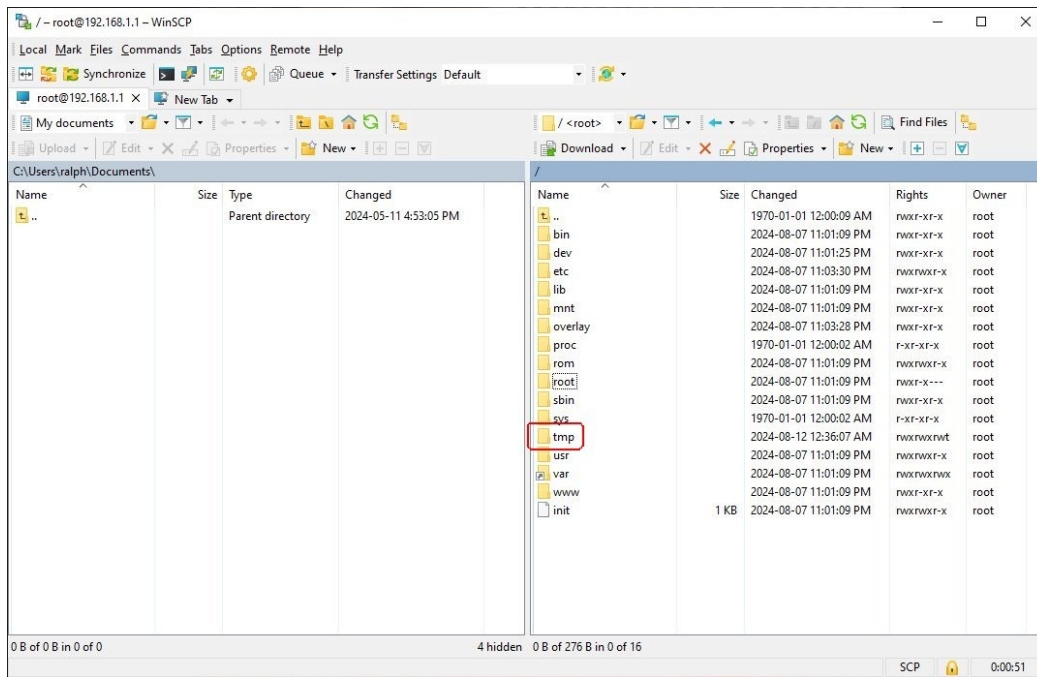 / – root@192.168.1.1 – WinSCP
Local Mark Files Commands Tabs Options Remote Help
Synchronize Queue Transfer Settings Default
root@192.168.1.1 New Tab
My documents / <root> Find Files
Upload Edit Properties New Download Edit Properties New
C:\Users\ralph\Documents\ /
Name Size Type Changed Name Size Changed Rights Owner
.. Parent directory 2024-05-11 4:53:05 PM .. 1970-01-01 12:00:09 AM rwxr-xr-x root
bin 2024-08-07 11:01:09 PM rwxr-xr-x root
dev 2024-08-07 11:01:25 PM rwxr-xr-x root
etc 2024-08-07 11:03:30 PM rwxrwxr-x root
lib 2024-08-07 11:01:09 PM rwxr-xr-x root
mnt 2024-08-07 11:01:09 PM rwxr-xr-x root
overlay 2024-08-07 11:03:28 PM rwxr-xr-x root
proc 1970-01-01 12:00:02 AM r-xr-xr-x root
rom 2024-08-07 11:01:09 PM rwxrwxr-x root
root 2024-08-07 11:01:09 PM rwxr-x--- root
sbin 2024-08-07 11:01:09 PM rwxr-xr-x root
sys 1970-01-01 12:00:02 AM r-xr-xr-x root
tmp 2024-08-12 12:36:07 AM rwxrwxrwt root
usr 2024-08-07 11:01:09 PM rwxrwxr-x root
var 2024-08-07 11:01:09 PM rwxrwxrwx root
www 2024-08-07 11:01:09 PM rwxr-xr-x root
init 1 KB 2024-08-07 11:01:09 PM rwxrwxr-x root
0 B of 0 B in 0 of 0 4 hidden 0 B of 276 B in 0 of 16
SCP 0:00:51